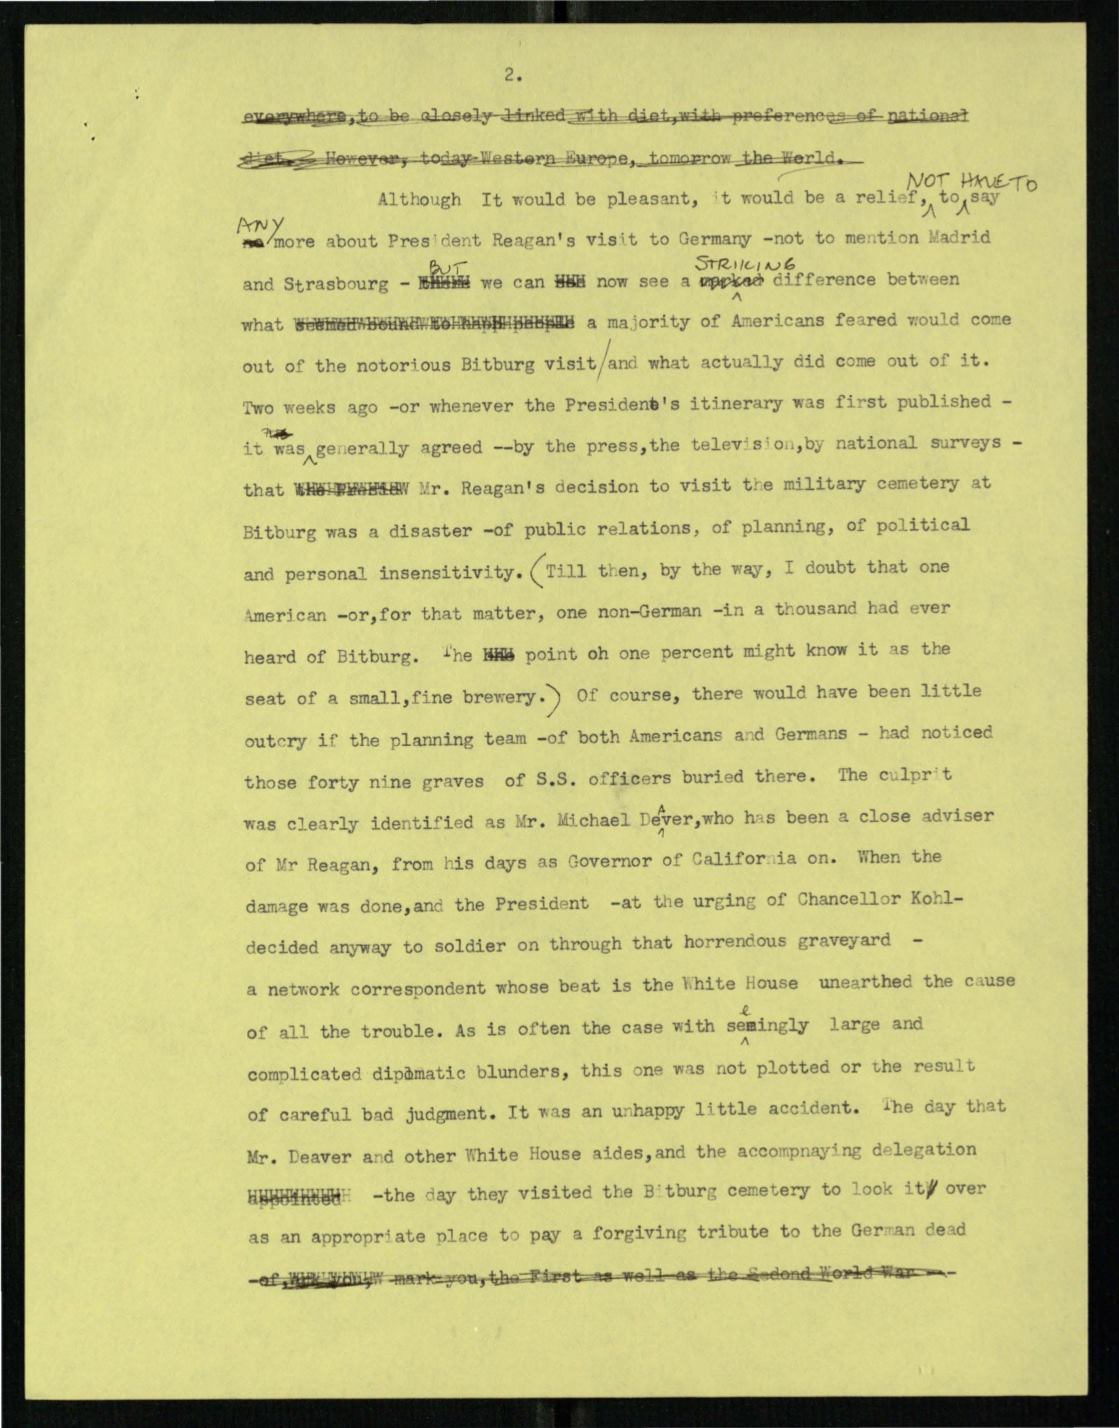 2.
everywhere,to be closely linked with diet,with preferences of national
diet. However, today Western Europe, tomorrow the World.
NOT HAVE TO
Although It would be pleasant, it would be a relief, to say
ANY
no more about President Reagan's visit to Germany -not to mention Madrid
BUT STRIKING
and Strasbourg - we can now see a marked difference between
what seemed bound to happen a majority of Americans feared would come
out of the notorious Bitburg visit/and what actually did come out of it.
Two weeks ago -or whenever the President's itinerary was first published -
it was generally agreed --by the press,the television,by national surveys -
that the Mr. Reagan's decision to visit the military cemetery at
Bitburg was a disaster -of public relations, of planning, of political
and personal insensitivity. (Till then, by the way, I doubt that one
American -or,for that matter, one non-German -in a thousand had ever
heard of Bitburg. The point oh one percent might know it as the
seat of a small,fine brewery.) Of course, there would have been little
outcry if the planning team -of both Americans and Germans - had noticed
those forty nine graves of S.S. officers buried there. The culprit
A
was clearly identified as Mr. Michael Dever,who has been a close adviser
of Mr Reagan, from his days as Governor of California on. When the
damage was done,and the President -at the urging of Chancellor Kohl-
decided anyway to soldier on through that horrendous graveyard -
a network correspondent whose beat is the White House unearthed the cause
e
of all the trouble. As is often the case with semingly large and
complicated dipomatic blunders, this one was not plotted or the result
of careful bad judgment. It was an unhappy little accident. The day that
Mr. Deaver and other White House aides,and the accompnaying delegation
appointed -the day they visited the Bitburg cemetery to look it over
as an appropriate place to pay a forgiving tribute to the German dead
-of, mark you,the First as well as the Sedond World War -